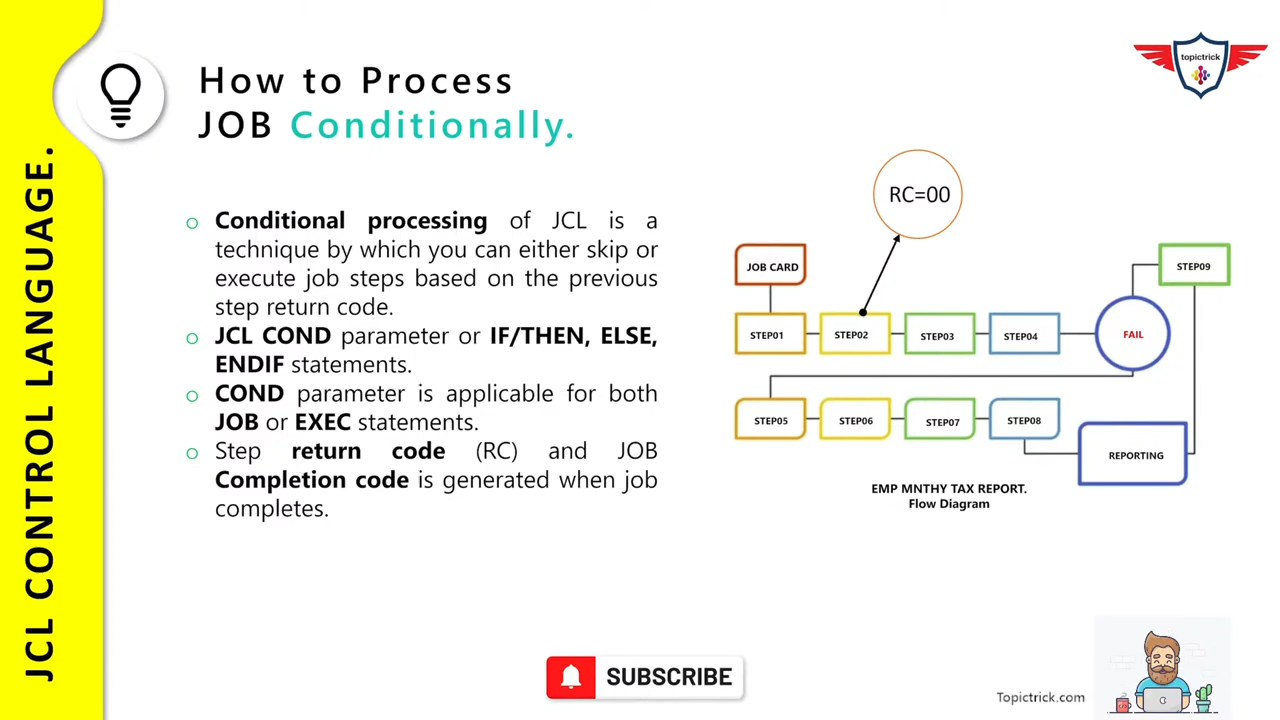 JCL CONTROL LANGUAGE.
How to Process
JOB Conditionally.
topictrick
Conditional processing of JCL is a
technique by which you can either skip or
execute job steps based on the previous
step return code.
JCL COND parameter or IF/THEN, ELSE,
ENDIF statements.
COND parameter is applicable for both
JOB or EXEC statements.
Step return code (RC) and JOB
Completion code is generated when job
completes.
RC=00
JOB CARD
STEP09
STEP01
STEP02
STEP03
STEP04
FAIL
STEP05
STEP06
STEP07
STEP08
REPORTING
EMP MNTHY TAX REPORT.
Flow Diagram
SUBSCRIBE
Topictrick.com